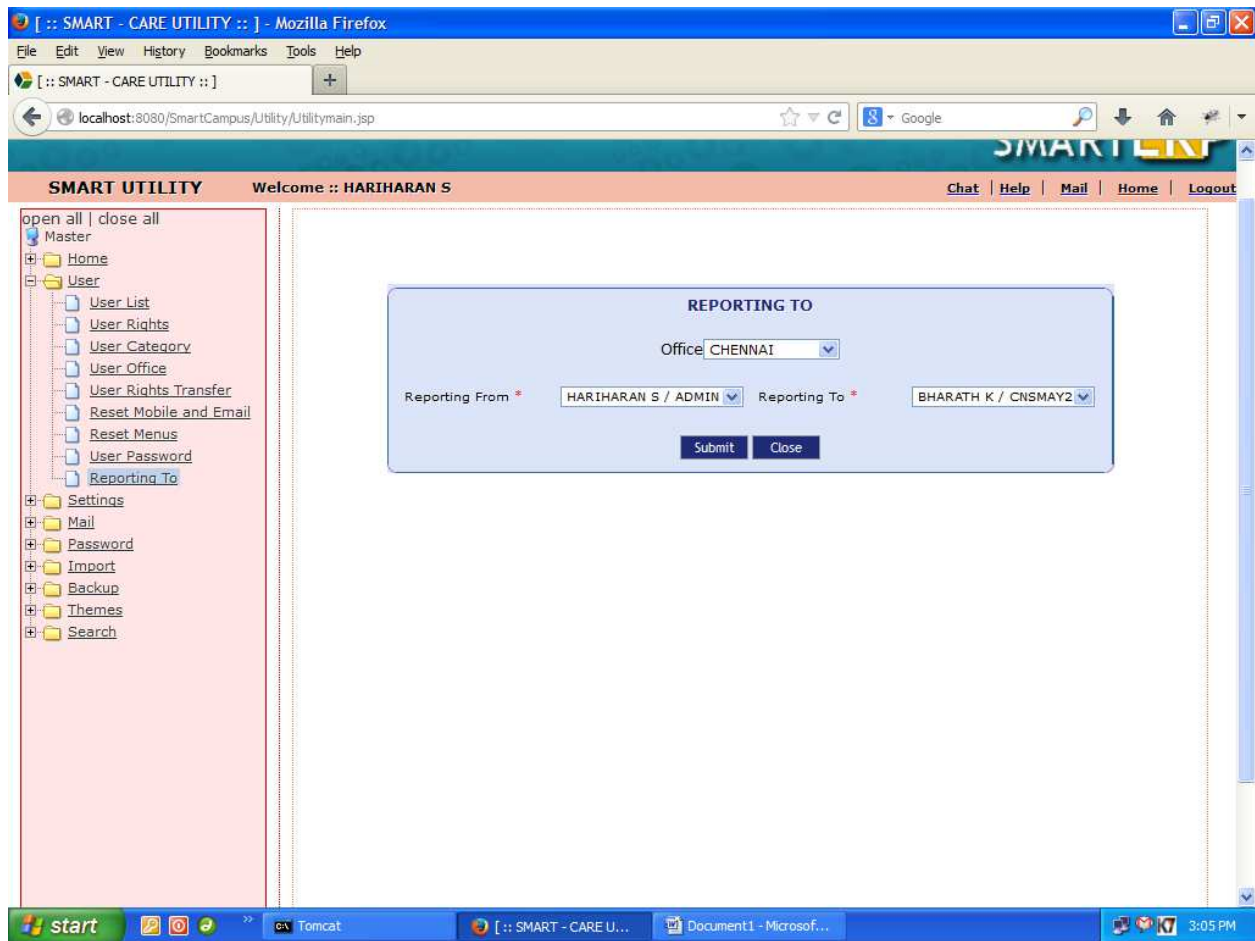 [ :: SMART - CARE UTILITY :: ] - Mozilla Firefox
File Edit View History Bookmarks Tools Help
[ :: SMART - CARE UTILITY :: ]
localhost:8080/SmartCampus/Utility/Utilitymain.jsp
Google
SMART ERP
SMART UTILITY Welcome :: HARIHARAN S Chat | Help | Mail | Home | Logout
open all | close all
Master
Home
User
User List
User Rights
User Category
User Office
User Rights Transfer
Reset Mobile and Email
Reset Menus
User Password
Reporting To
Settings
Mail
Password
Import
Backup
Themes
Search
REPORTING TO
Office CHENNAI
Reporting From * HARIHARAN S / ADMIN Reporting To * BHARATH K / CNSMAY2
Submit Close
start Tomcat [ :: SMART - CARE U... Document1 - Microsof... 3:05 PM